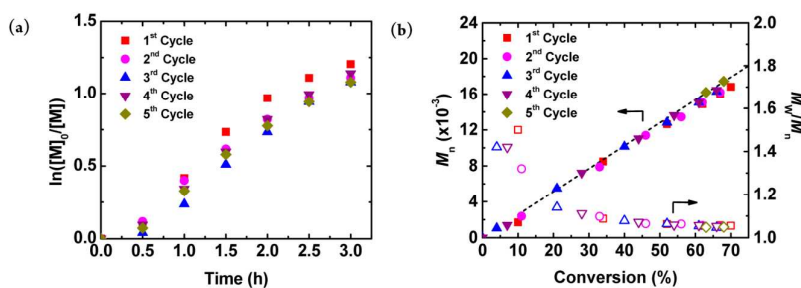 (a)
ln([M]0/[M])
1.5
1.0
0.5
0.0
1st Cycle
2nd Cycle
3rd Cycle
4th Cycle
5th Cycle
0.0 0.5 1.0 1.5 2.0 2.5 3.0
Time (h)
(b)
Mn (x10-3)
24
20
16
12
8
4
0
1st Cycle
2nd Cycle
3rd Cycle
4th Cycle
5th Cycle
2.0
1.8
1.6
1.4
1.2
1.0
Mw/Mn
0 10 20 30 40 50 60 70 80
Conversion (%)